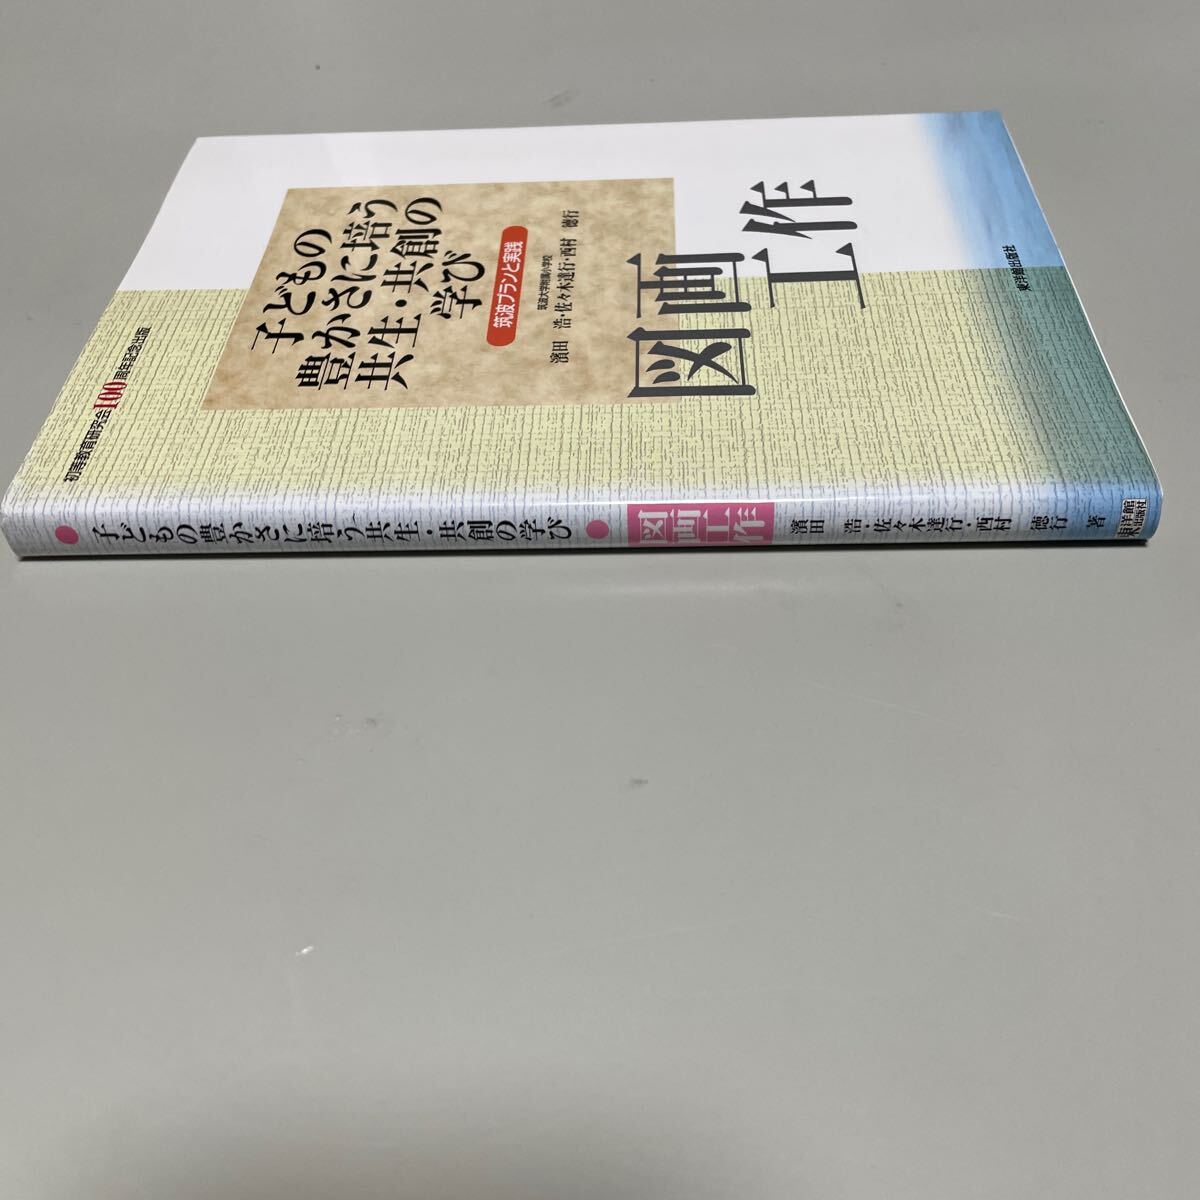 初等教育研究会100周年記念出版
子どもの
豊かさに培う
共生・共創の
学び
筑波プランと実践
筑波大学附属小学校
濱田 浩・佐々木達行・西村 徳行
図画
工作
東洋館出版社
子どもの豊かさに培う共生・共創の学び
図画工作
濱田 浩・佐々木達行・西村 徳行 著
東洋館
出版社